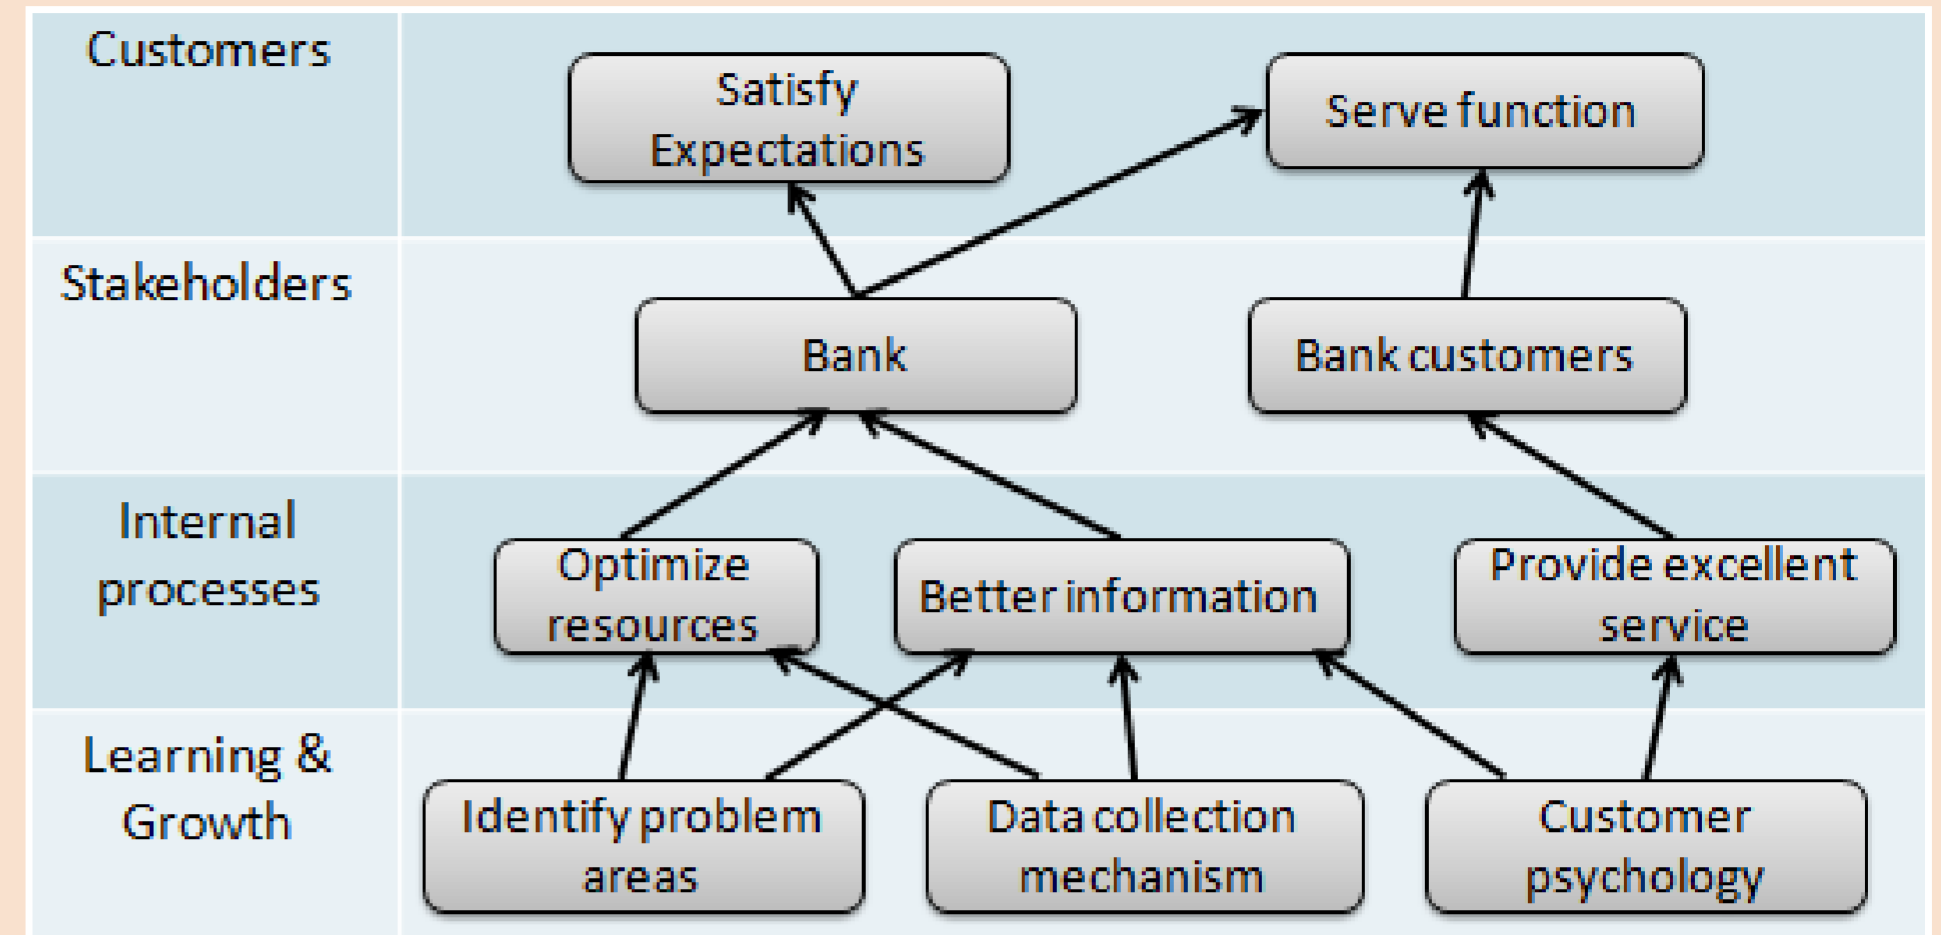 Customers
Satisfy
Expectations
Serve function
Stakeholders
Bank
Bank customers
Internal
processes
Optimize
resources
Better information
Provide excellent
service
Learning &
Growth
Identify problem
areas
Data collection
mechanism
Customer
psychology